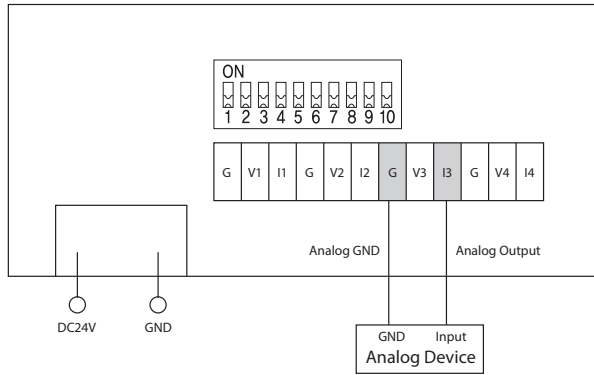 ON
1 2 3 4 5 6 7 8 9 10
G V1 I1 G V2 I2 G V3 I3 G V4 I4
Analog GND Analog Output
DC24V GND
GND Input
Analog Device